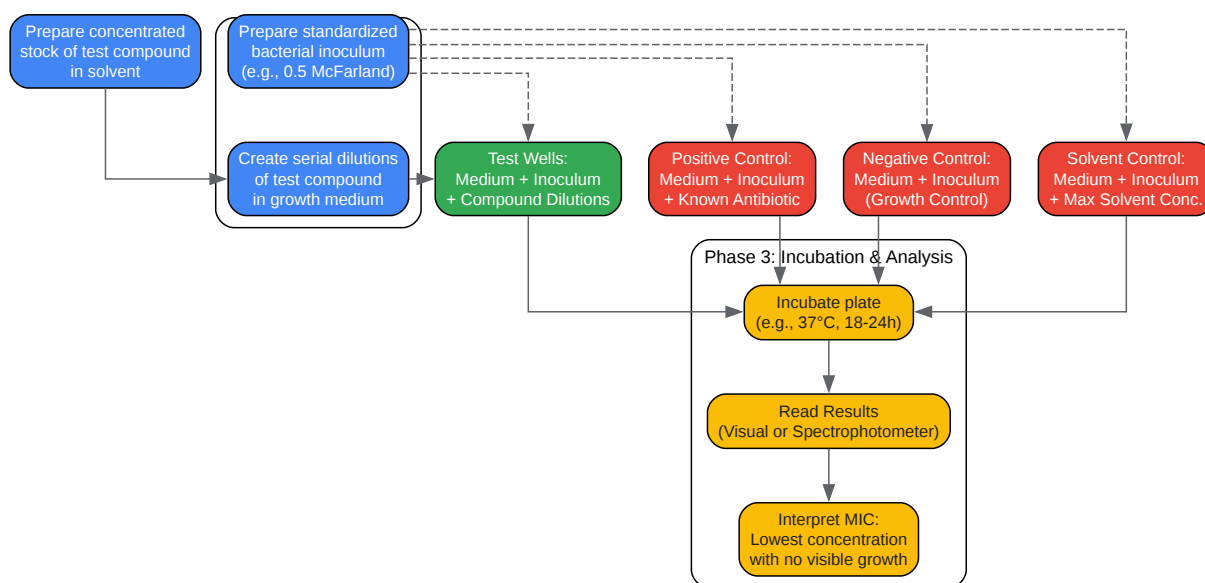 Prepare concentrated
stock of test compound
in solvent
Prepare standardized
bacterial inoculum
(e.g., 0.5 McFarland)
Create serial dilutions
of test compound
in growth medium
Test Wells:
Medium + Inoculum
+ Compound Dilutions
Positive Control:
Medium + Inoculum
+ Known Antibiotic
Negative Control:
Medium + Inoculum
(Growth Control)
Solvent Control:
Medium + Inoculum
+ Max Solvent Conc.
Phase 3: Incubation & Analysis
Incubate plate
(e.g., 37°C, 18-24h)
Read Results
(Visual or Spectrophotometer)
Interpret MIC:
Lowest concentration
with no visible growth